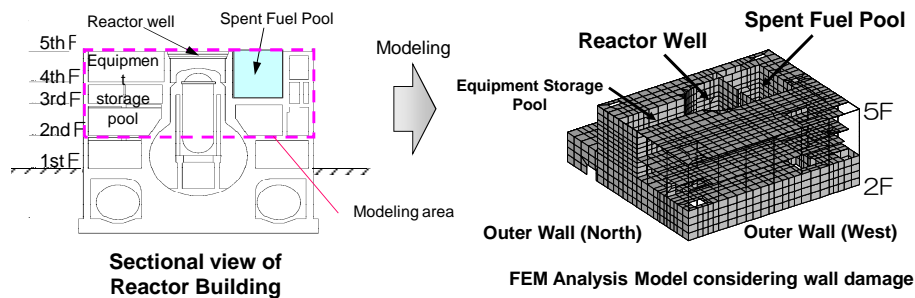 Reactor well
Spent Fuel Pool
5th F
4th F
3rd F
2nd F
1st F
Equipmen
t
storage
pool
Modeling area
Sectional view of
Reactor Building
Modeling
Spent Fuel Pool
Reactor Well
Equipment Storage
Pool
5F
2F
Outer Wall (North)
Outer Wall (West)
FEM Analysis Model considering wall damage